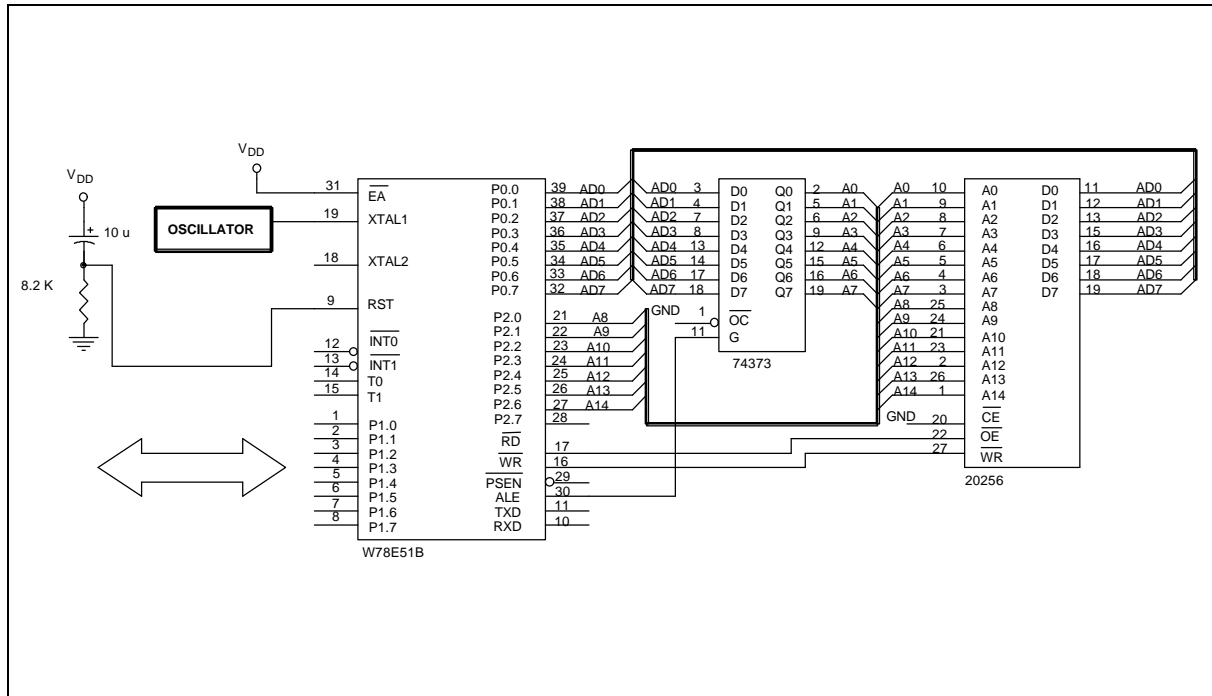 VDD
10 u
8.2 K
VDD
OSCILLATOR
31 EA
19 XTAL1
18 XTAL2
9 RST
12 INT0
13 INT1
14 T0
15 T1
1 P1.0
2 P1.1
3 P1.2
4 P1.3
5 P1.4
6 P1.5
7 P1.6
8 P1.7
P0.0 39 AD0
P0.1 38 AD1
P0.2 37 AD2
P0.3 36 AD3
P0.4 35 AD4
P0.5 34 AD5
P0.6 33 AD6
P0.7 32 AD7
P2.0 21 A8
P2.1 22 A9
P2.2 23 A10
P2.3 24 A11
P2.4 25 A12
P2.5 26 A13
P2.6 27 A14
P2.7 28
RD 17
WR 16
PSEN 29
ALE 30
TXD 11
RXD 10
W78E51B
AD0 3 D0 Q0 2 A0
AD1 4 D1 Q1 5 A1
AD2 7 D2 Q2 6 A2
AD3 8 D3 Q3 9 A3
AD4 13 D4 Q4 12 A4
AD5 14 D5 Q5 15 A5
AD6 17 D6 Q6 16 A6
AD7 18 D7 Q7 19 A7
GND 1 OC
11 G
74373
A0 10 A0 D0 11 AD0
A1 9 A1 D1 12 AD1
A2 8 A2 D2 13 AD2
A3 7 A3 D3 15 AD3
A4 6 A4 D4 16 AD4
A5 5 A5 D5 17 AD5
A6 4 A6 D6 18 AD6
A7 3 A7 D7 19 AD7
A8 25 A8
A9 24 A9
A10 21 A10
A11 23 A11
A12 2 A12
A13 26 A13
A14 1 A14
GND 20 CE
22 OE
27 WR
20256